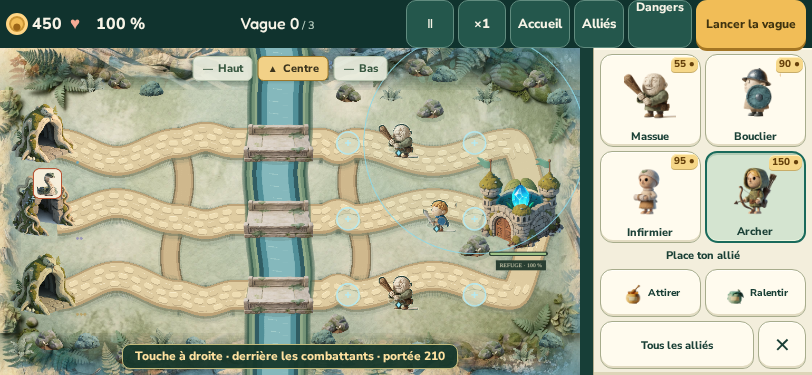 450 ♥ 100 %
Vague 0 / 3
II
×1
Accueil
Alliés
Dangers
Lancer la vague
— Haut
▲ Centre
— Bas
55
Massue
90
Bouclier
95
Infirmier
150
Archer
Place ton allié
Attirer
Ralentir
Tous les alliés
✕
REFUGE · 100 %
Touche à droite · derrière les combattants · portée 210